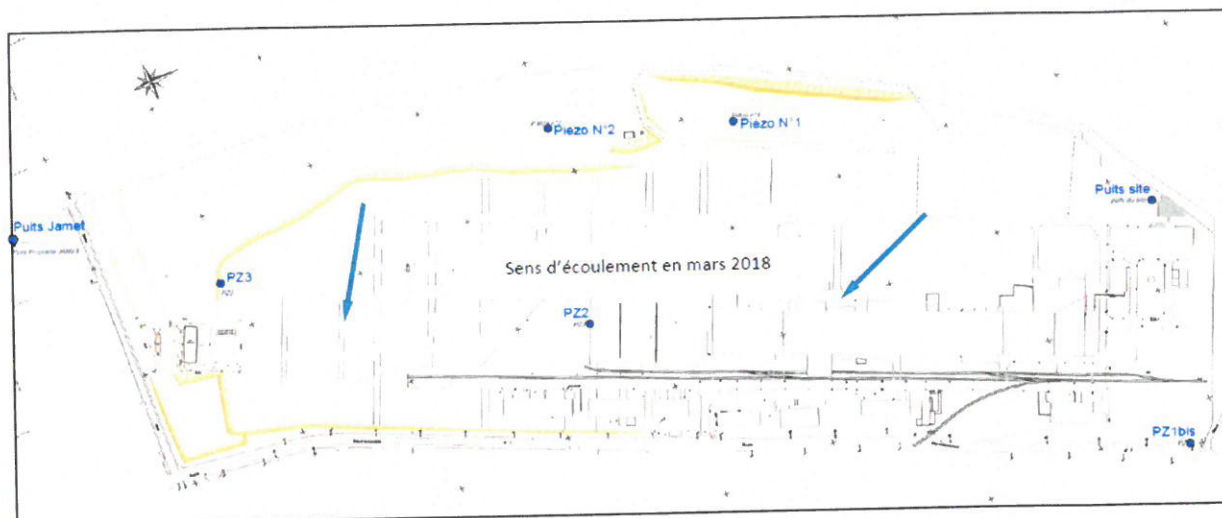 Piezo N°2
Piezo N°1
Puits site
Puits Jamet
PZ3
Sens d'écoulement en mars 2018
PZ2
PZ1bis